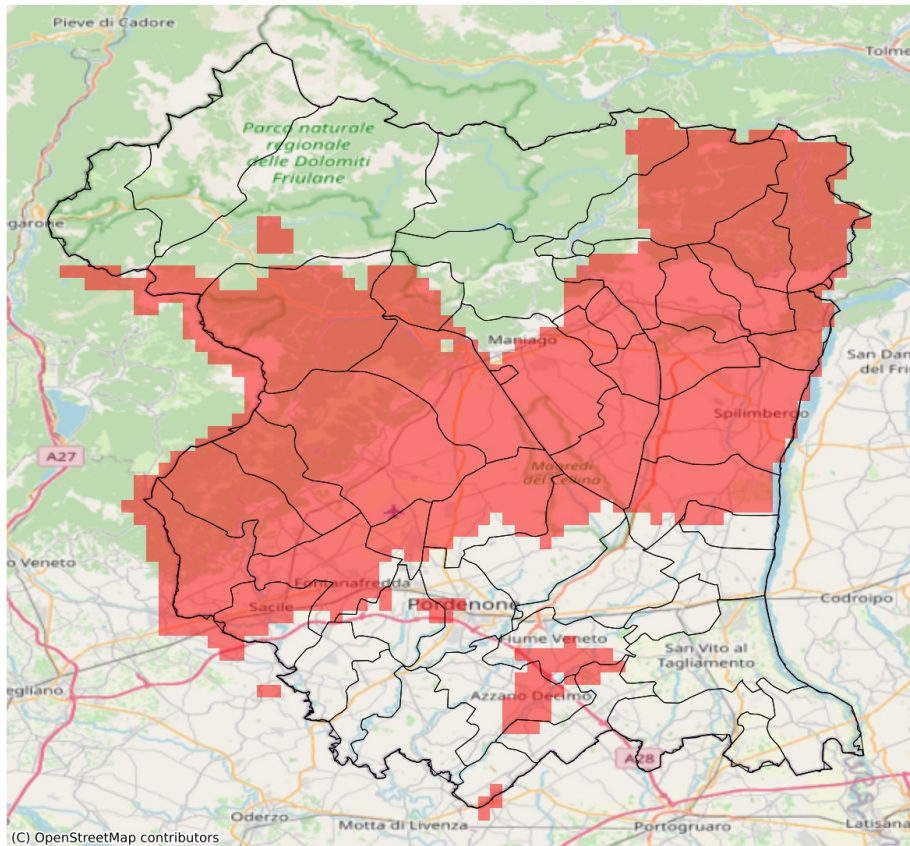 Pieve di Cadore
Tolme
Parco naturale
regionale
delle Dolomiti
Friulane
garone
Maniago
San Dan
del Friu
Spilimbergo
A27
Magredi
del Cellina
o Veneto
Fontanafredda
Codroipo
Sacile
Pordenone
Fiume Veneto
San Vito al
Tagliamento
egliano
Azzano Decimo
A28
Oderzo
Motta di Livenza
Portogruaro
Latisana
(C) OpenStreetMap contributors